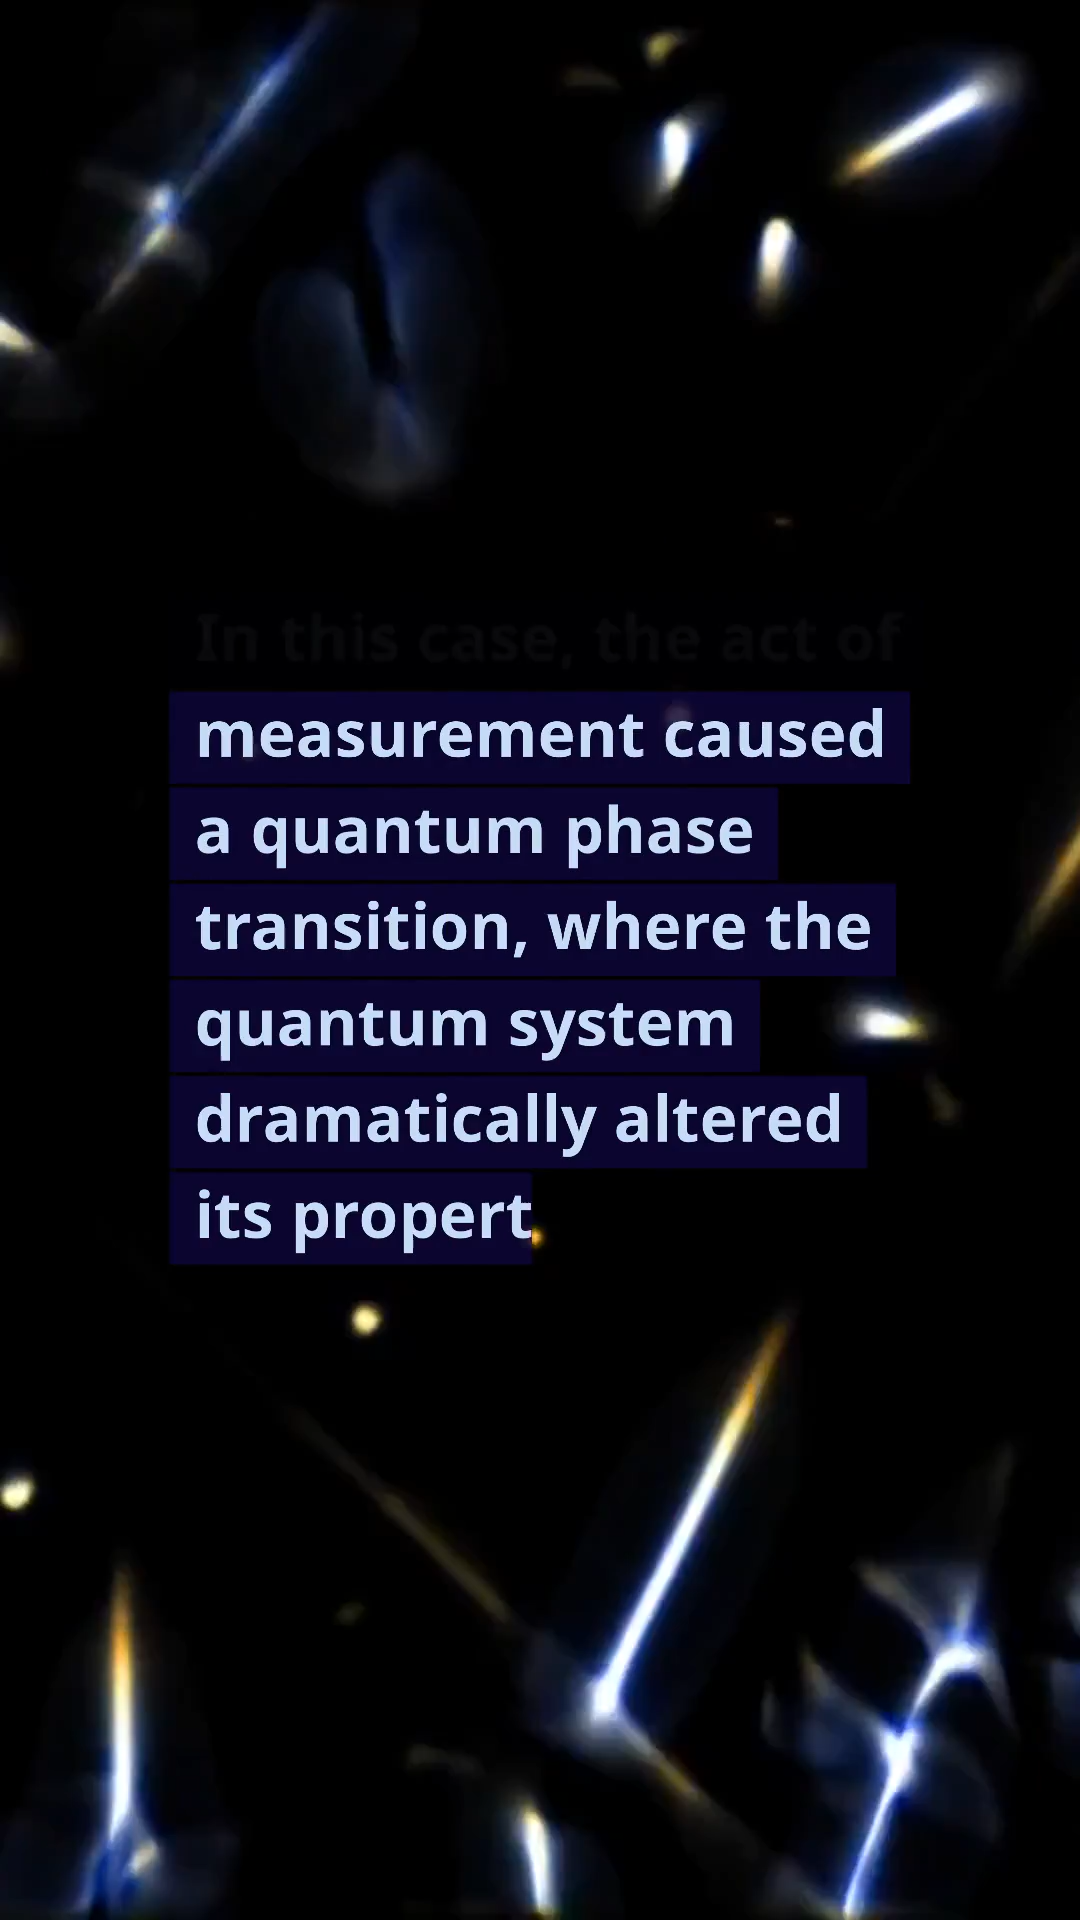 In this case, the act of
measurement caused
a quantum phase
transition, where the
quantum system
dramatically altered
its propert